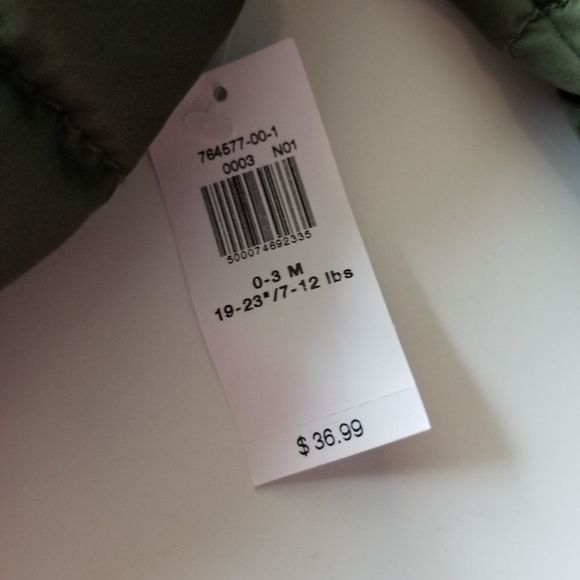 764577-00-1
0003 N01
500074892335
0-3 M
19-23"/7-12 lbs
$36.99